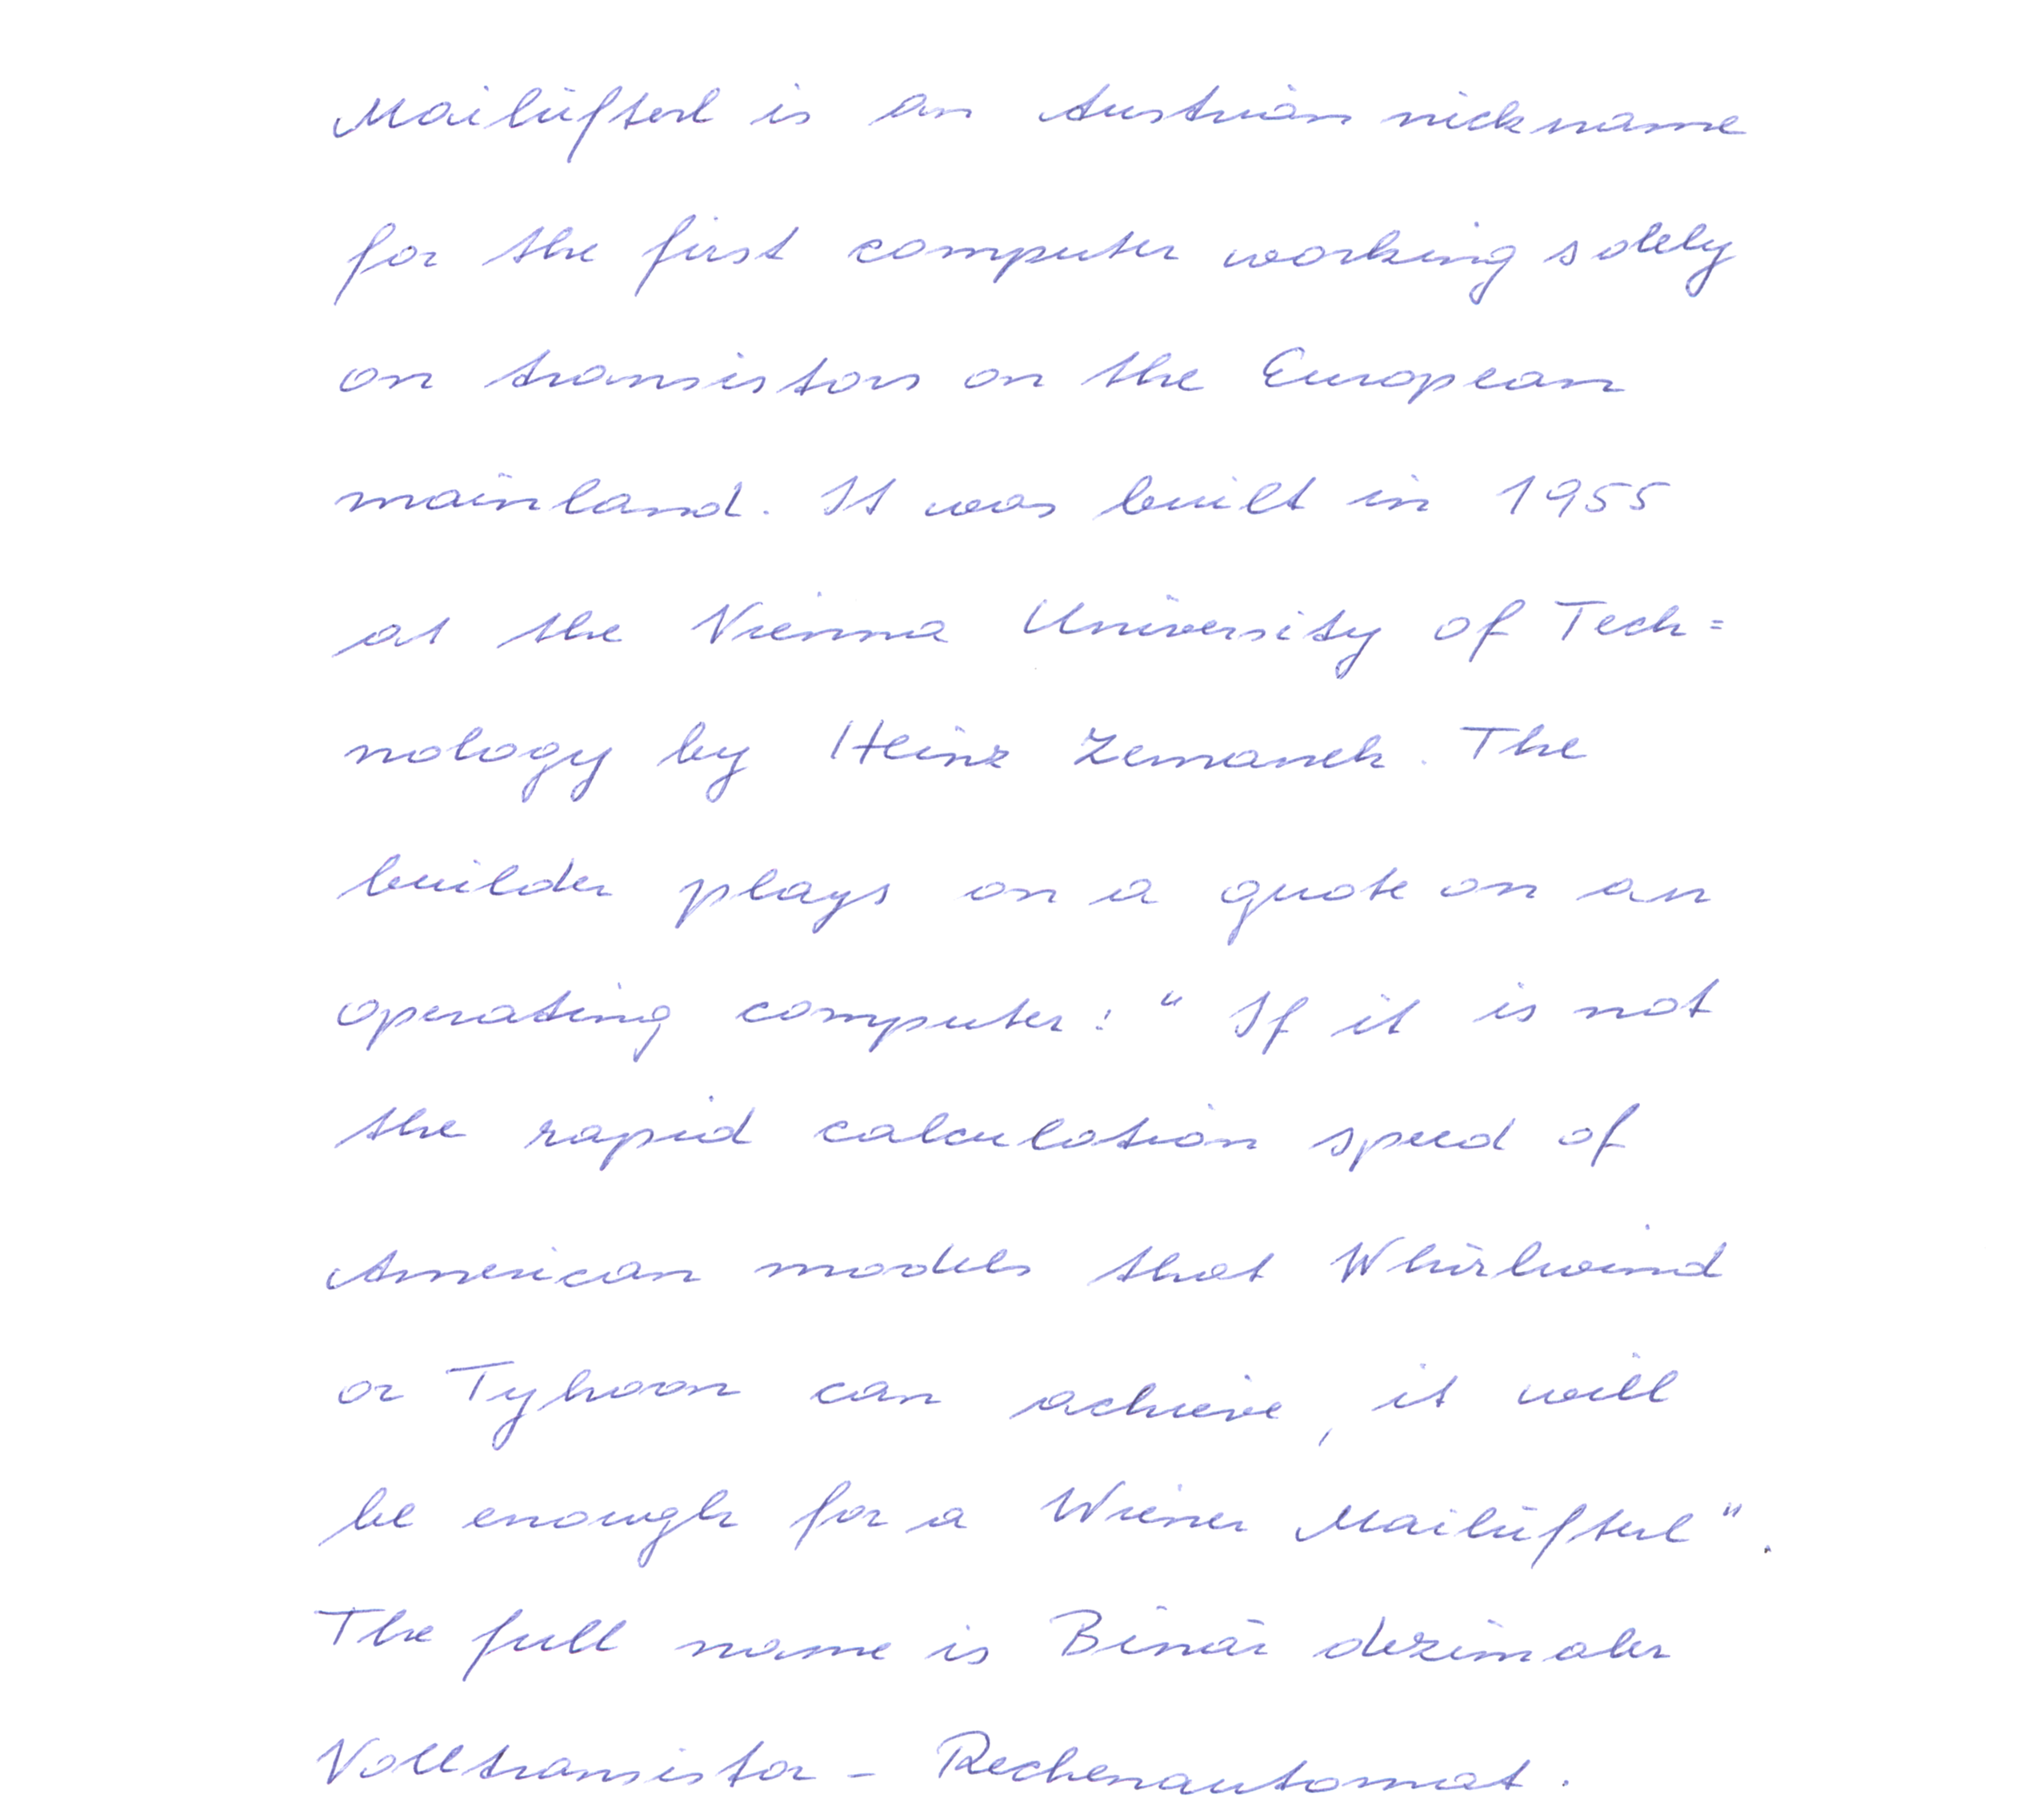 Mailüfterl is an Austrian nickname
for the first computer working solely
on transistors on the European
mainland. It was built in 1955
at the Vienna University of Tech=
nology by Heinz Zemanek. The
builder plays on a quote on an
operating computer: "If it is not
the rapid calculation speed of
American models that Whirlwind
or Tyhoon can achieve, it will
be enough for a Wiener Mailüfterl".
The full name is Binär dezimaler
Volltransistor - Rechenautomat.